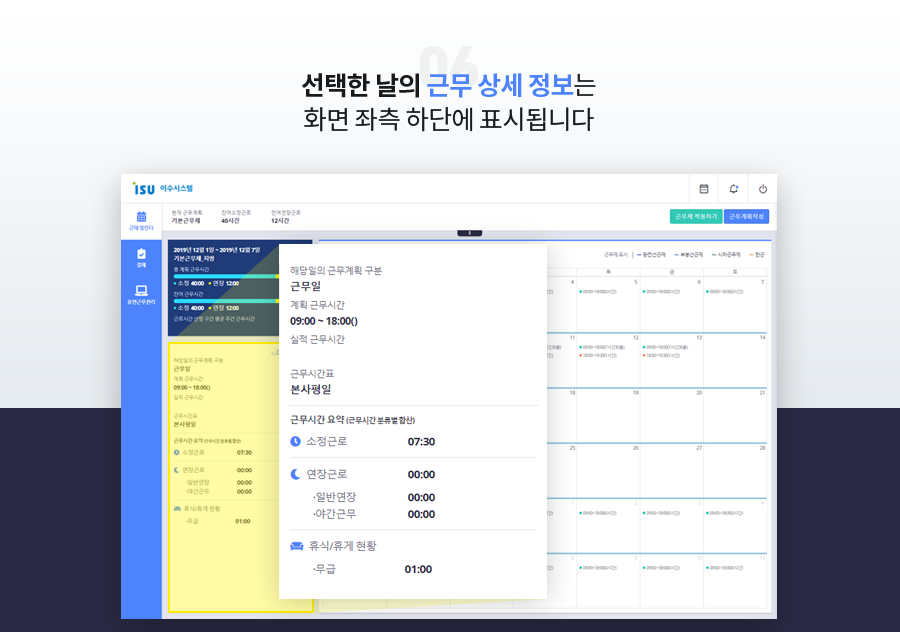 06
선택한 날의 근무 상세 정보는
화면 좌측 하단에 표시됩니다
ISU 이수시스템
근태캘린더
결재
유연근무관리
현재 근무계획
기본근무제
잔여소정근로
40시간
잔여연장근로
12시간
근무제 적용하기
근무계획작성
2019년 12월 1일 ~ 2019년 12월 7일
기본근무제_지방
총 계획 근무시간
소정 40:00 연장 12:00
잔여 근무시간
소정 40:00 연장 12:00
근로시간 산정 구간 평균 주간 근무시간
해당일의 근무계획 구분
근무일
계획 근무시간
09:00 ~ 18:00()
실적 근무시간
근무시간표
본사평일
근무시간 요약 (근무시간 분류별 합산)
소정근로 07:30
연장근로 00:00
·일반연장 00:00
·야간근무 00:00
휴식/휴게 현황
·무급 01:00
해당일의 근무계획 구분
근무일
계획 근무시간
09:00 ~ 18:00()
실적 근무시간
근무시간표
본사평일
근무시간 요약 (근무시간 분류별 합산)
소정근로 07:30
연장근로 00:00
·일반연장 00:00
·야간근무 00:00
휴식/휴게 현황
·무급 01:00
근무제 표시 완전선근제 부분선근제 시차근무제 야근
목 금 토
4 5 6 7
11 12 13 14
18 19 20 21
25 26 27 28